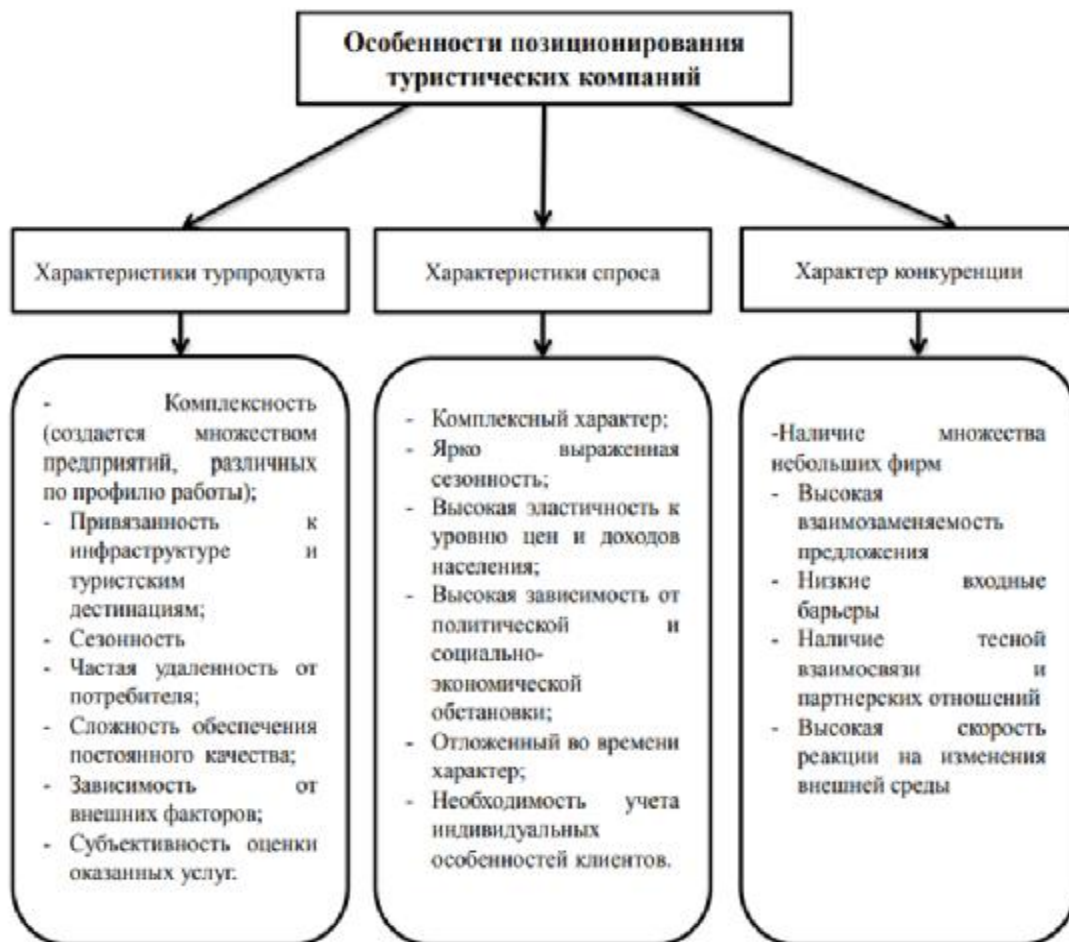 Особенности позиционирования
туристических компаний
Характеристики турпродукта
Характеристики спроса
Характер конкуренции
- Комплексность
(создается множеством
предприятий, различных
по профилю работы);
- Привязанность к
инфраструктуре и
туристским
дестинациям;
- Сезонность
- Частая удаленность от
потребителя;
- Сложность обеспечения
постоянного качества;
- Зависимость от
внешних факторов;
- Субъективность оценки
оказанных услуг.
- Комплексный характер;
- Ярко выраженная
сезонность;
- Высокая эластичность к
уровню цен и доходов
населения;
- Высокая зависимость от
политической и
социально-
экономической
обстановки;
- Отложенный во времени
характер;
- Необходимость учета
индивидуальных
особенностей клиентов.
-Наличие множества
небольших фирм
- Высокая
взаимозаменяемость
предложения
- Низкие входные
барьеры
- Наличие тесной
взаимосвязи и
партнерских отношений
- Высокая скорость
реакции на изменения
внешней среды